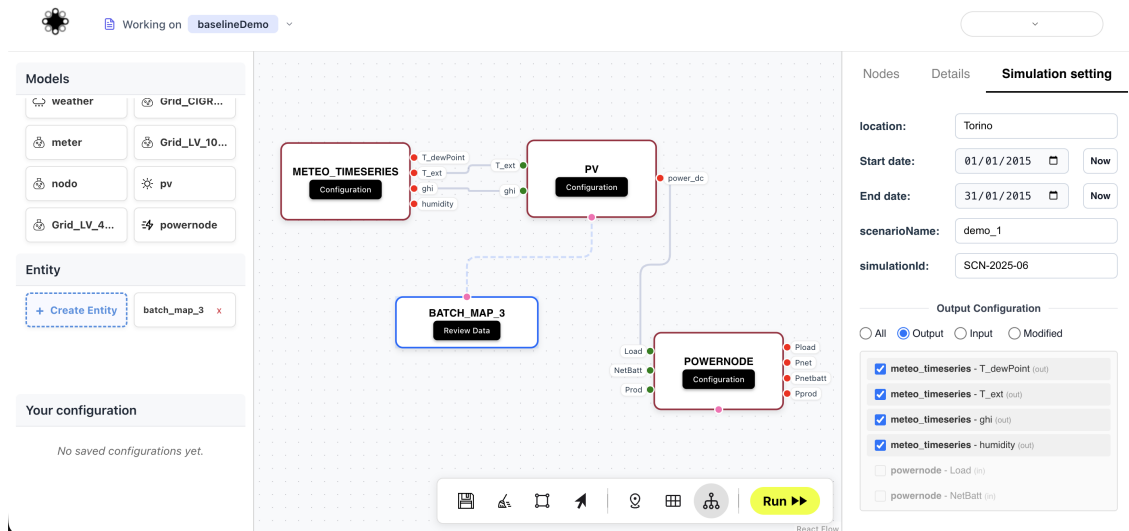 Working on baselineDemo
Models
weather
Grid_CIGR...
meter
Grid_LV_10...
nodo
pv
Grid_LV_4...
powernode
Entity
+ Create Entity
batch_map_3 x
Your configuration
No saved configurations yet.
METEO_TIMESERIES
Configuration
T_dewPoint
T_ext
ghi
humidity
T_ext
ghi
PV
Configuration
power_dc
BATCH_MAP_3
Review Data
Load
NetBatt
Prod
POWERNODE
Configuration
Pload
Pnet
Pnetbatt
Pprod
Run
React Flow
Nodes Details Simulation setting
location: Torino
Start date: 01/01/2015 Now
End date: 31/01/2015 Now
scenarioName: demo_1
simulationId: SCN-2025-06
Output Configuration
All Output Input Modified
meteo_timeseries - T_dewPoint (out)
meteo_timeseries - T_ext (out)
meteo_timeseries - ghi (out)
meteo_timeseries - humidity (out)
powernode - Load (in)
powernode - NetBatt (in)